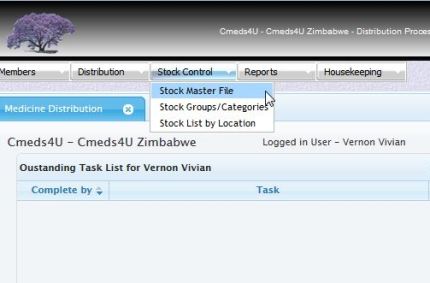 Cmeds4U - Cmeds4U Zimbabwe - Distribution Proces
Members Distribution Stock Control Reports Housekeeping
Stock Master File
Stock Groups/Categories
Stock List by Location
Medicine Distribution
Cmeds4U - Cmeds4U Zimbabwe Logged in User - Vernon Vivian
Oustanding Task List for Vernon Vivian
Complete by Task